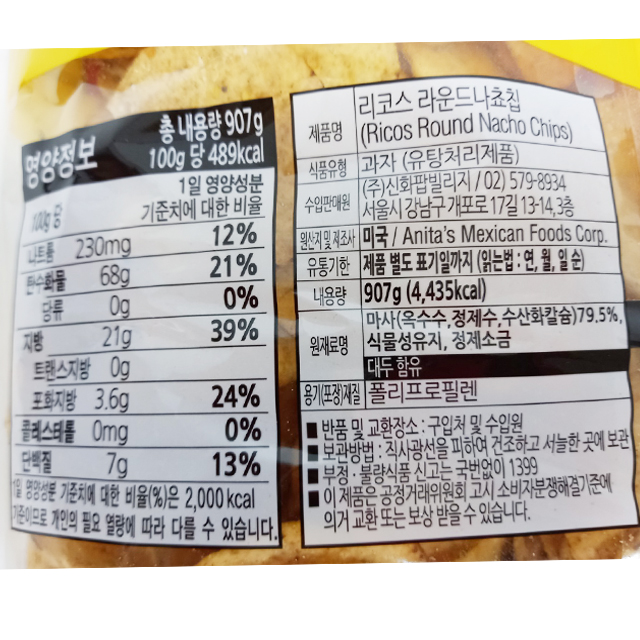 영양정보
총 내용량 907g
100g 당 489kcal
100g 당
1일 영양성분
기준치에 대한 비율
나트륨 230mg 12%
탄수화물 68g 21%
당류 0g 0%
지방 21g 39%
트랜스지방 0g
포화지방 3.6g 24%
콜레스테롤 0mg 0%
단백질 7g 13%
1일 영양성분 기준치에 대한 비율(%)은 2,000kcal
기준이므로 개인의 필요 열량에 따라 다를 수 있습니다.
제품명 리코스 라운드나쵸칩
(Ricos Round Nacho Chips)
식품유형 과자 (유탕처리제품)
수입판매원 (주)신화팝빌리지 / 02) 579-8934
서울시 강남구 개포로 17길 13-14, 3층
원산지 및 제조사 미국 / Anita's Mexican Foods Corp.
유통기한 제품 별도 표기일까지 (읽는법 : 연, 월, 일 순)
내용량 907g (4,435kcal)
원재료명 마사(옥수수,정제수,수산화칼슘)79.5%,
식물성유지, 정제소금
대두 함유
용기(포장)재질 폴리프로필렌
■ 반품 및 교환장소 : 구입처 및 수입원
■ 보관방법 : 직사광선을 피하여 건조하고 서늘한 곳에 보관
■ 부정 · 불량식품 신고는 국번없이 1399
■ 이 제품은 공정거래위원회 고시 소비자분쟁해결기준에
의거 교환 또는 보상 받을 수 있습니다.